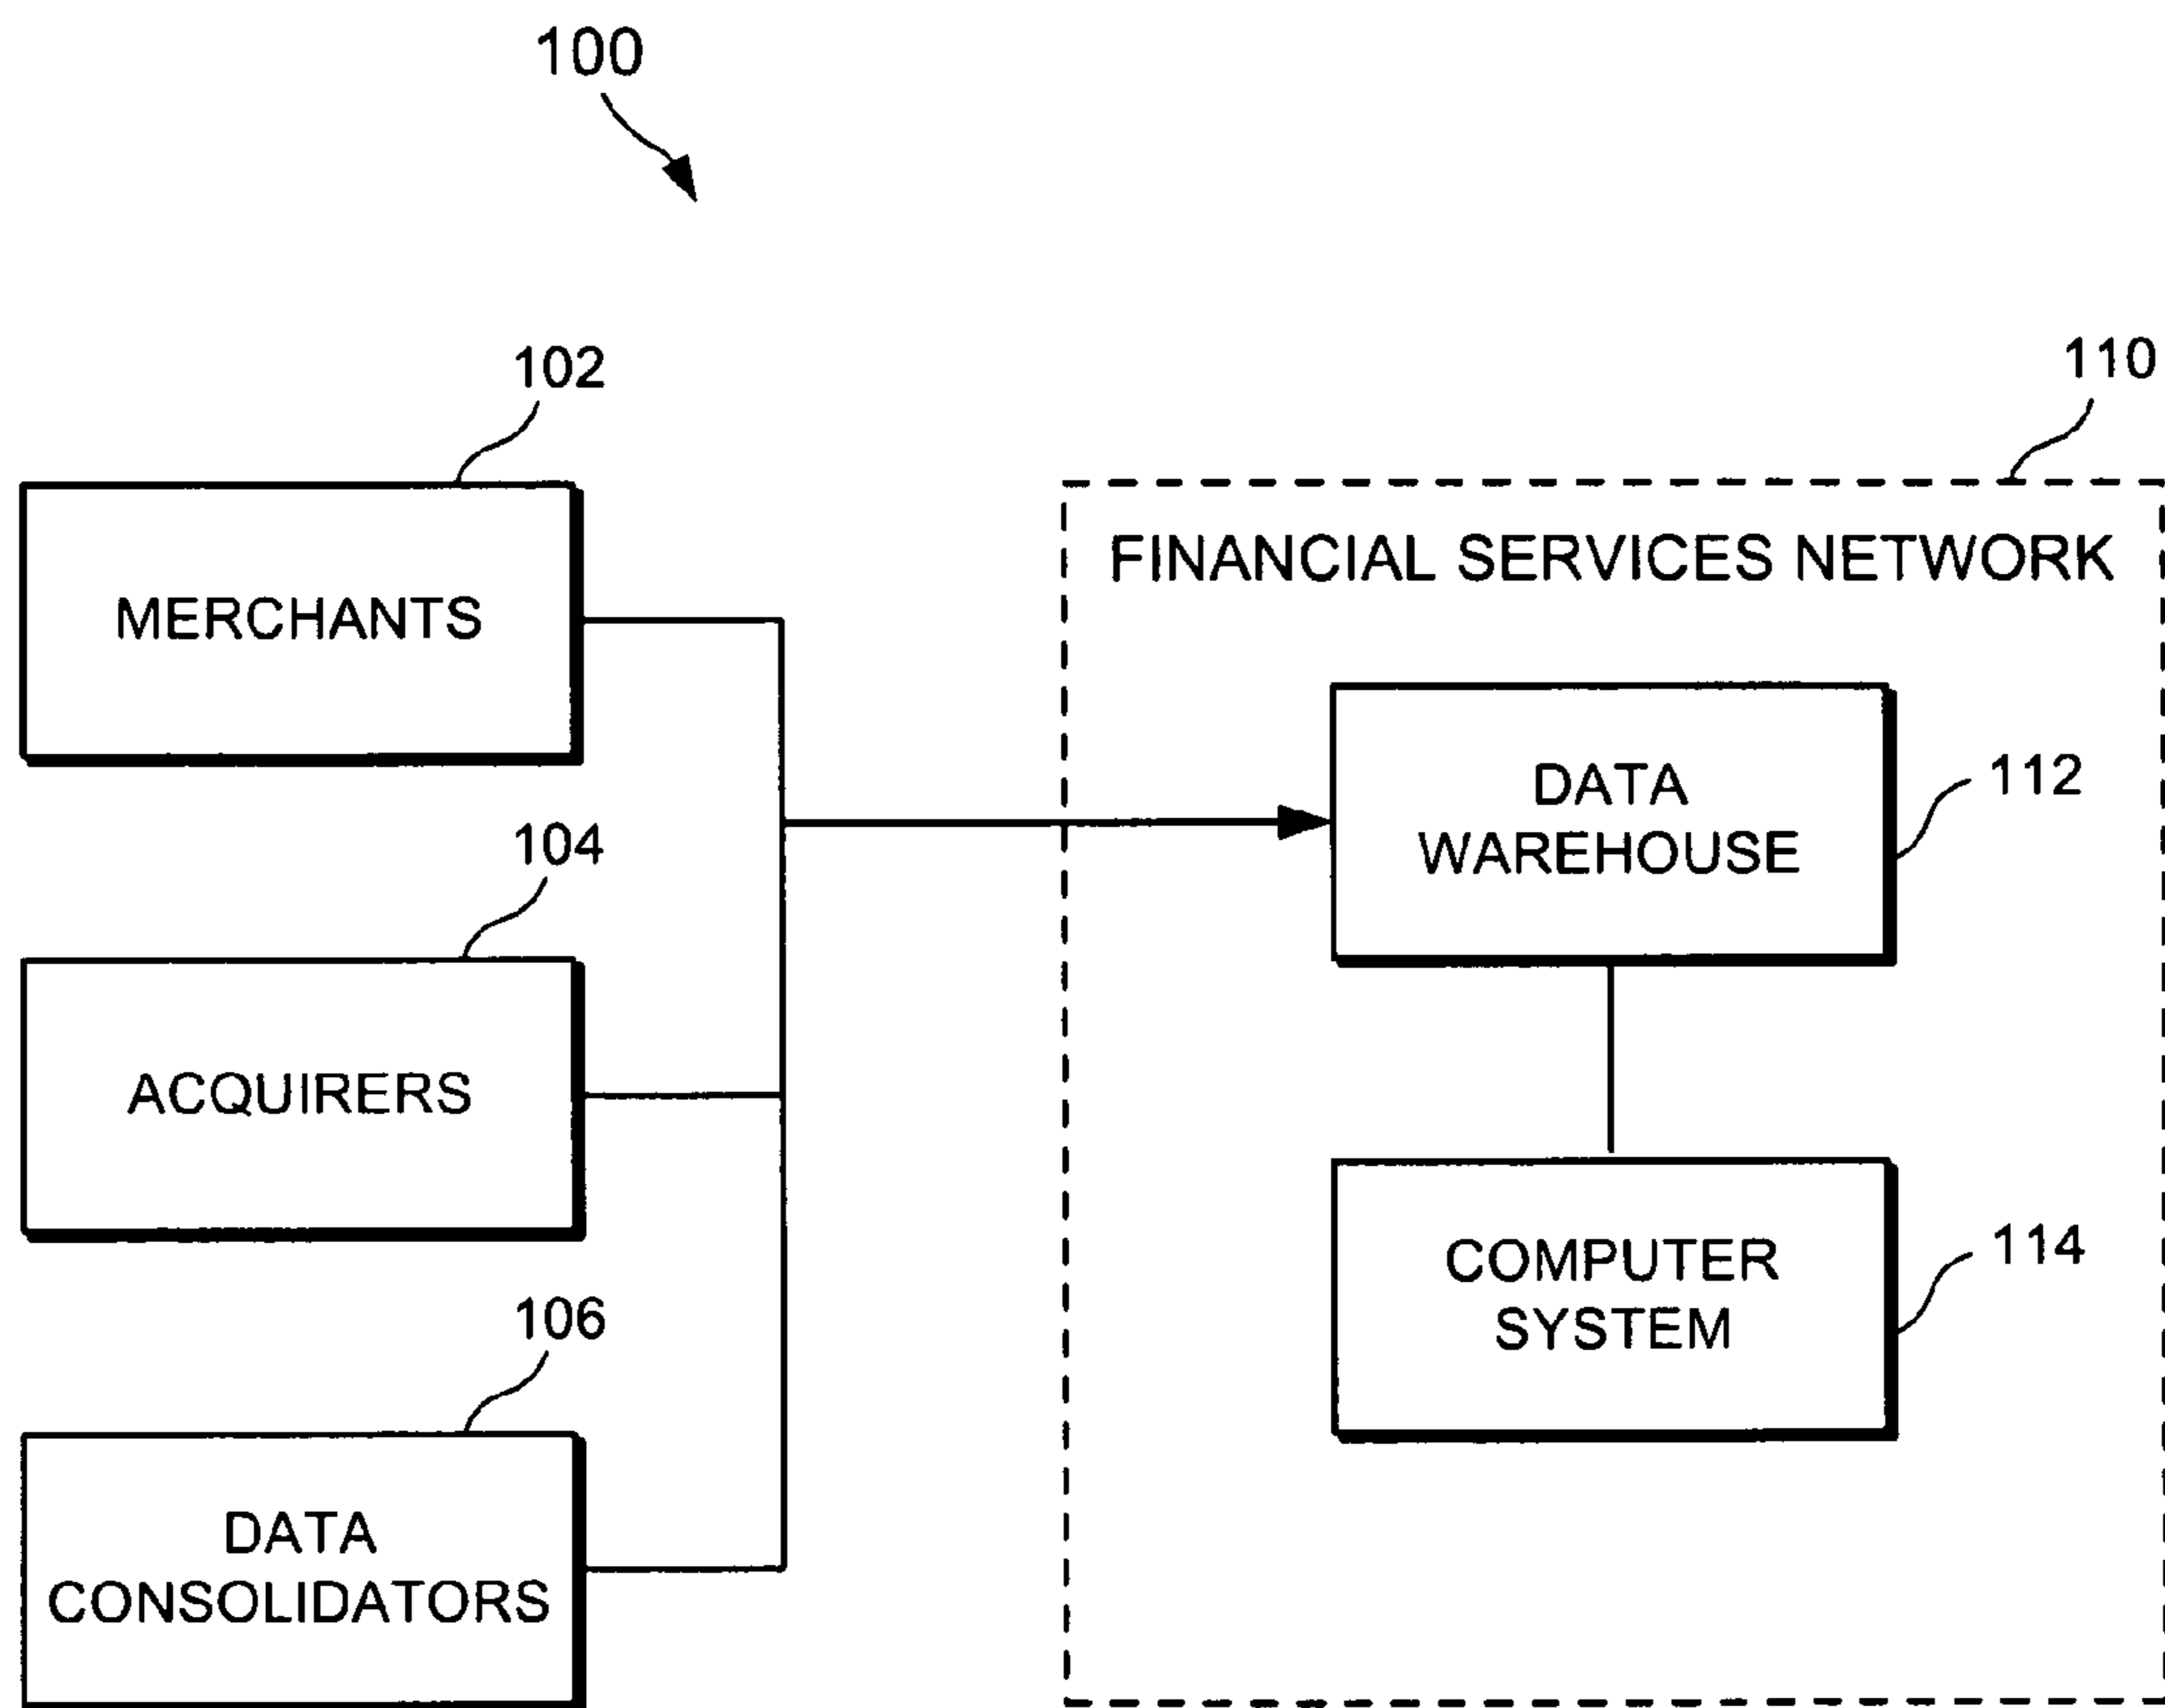 100
102
MERCHANTS
104
ACQUIRERS
106
DATA
CONSOLIDATORS
110
FINANCIAL SERVICES NETWORK
DATA
WAREHOUSE
112
COMPUTER
SYSTEM
114